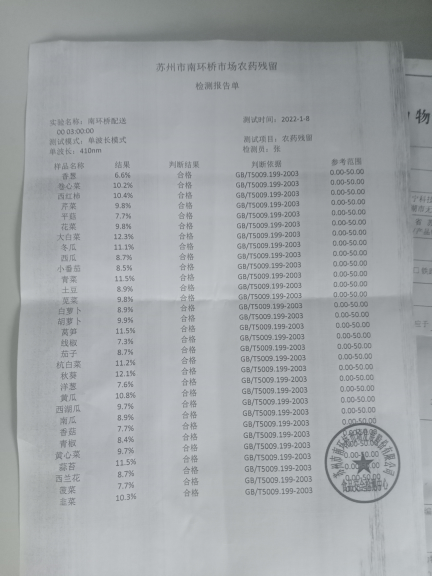 苏州市南环桥市场农药残留
检测报告单
实验名称：南环桥配送 测试时间：2022-1-8
00 03:00:00
测试模式：单波长模式 测试项目：农药残留
单波长：410nm 检测员：张
样品名称 结果 判断结果 判断依据 参考范围
香葱 6.6% 合格 GB/T5009.199-2003 0.00-50.00
卷心菜 10.2% 合格 GB/T5009.199-2003 0.00-50.00
西红柿 10.4% 合格 GB/T5009.199-2003 0.00-50.00
芹菜 9.8% 合格 GB/T5009.199-2003 0.00-50.00
平菇 7.7% 合格 GB/T5009.199-2003 0.00-50.00
花菜 9.8% 合格 GB/T5009.199-2003 0.00-50.00
大白菜 12.3% 合格 GB/T5009.199-2003 0.00-50.00
冬瓜 11.1% 合格 GB/T5009.199-2003 0.00-50.00
西瓜 8.7% 合格 GB/T5009.199-2003 0.00-50.00
小番茄 8.5% 合格 GB/T5009.199-2003 0.00-50.00
青菜 11.5% 合格 GB/T5009.199-2003 0.00-50.00
土豆 8.9% 合格 GB/T5009.199-2003 0.00-50.00
9.8% 合格 GB/T5009.199-2003 0.00-50.00
白萝卜 8.9% 合格 GB/T5009.199-2003 0.00-50.00
胡萝卜 9.9% 合格 GB/T5009.199-2003 0.00-50.00
莴笋 11.5% 合格 GB/T5009.199-2003 0.00-50.00
线椒 7.3% 合格 GB/T5009.199-2003 0.00-50.00
茄子 8.7% 合格 GB/T5009.199-2003 0.00-50.00
杭白菜 11.2% 合格 GB/T5009.199-2003 0.00-50.00
秋葵 12.1% 合格 GB/T5009.199-2003 0.00-50.00
洋葱 7.6% 合格 GB/T5009.199-2003 0.00-50.00
黄瓜 10.8% 合格 GB/T5009.199-2003 0.00-50.00
西湖瓜 9.7% 合格 GB/T5009.199-2003 0.00-50.00
南瓜 8.9% 合格 GB/T5009.199-2003 0.00-50.00
香菇 7.7% 合格 GB/T5009.199-2003 0.00-50.00
青椒 8.4% 合格 GB/T5009.199-2003 0.00-50.00
黄心菜 9.7% 合格 GB/T5009.199-2003 0.00-50.00
蒜苔 11.5% 合格 GB/T5009.199-2003 0.00-50.00
西兰花 8.7% 合格 GB/T5009.199-2003 0.00-50.00
菠菜 7.7% 合格 GB/T5009.199-2003 0.00-50.00
10.3% 合格 GB/T5009.199-2003 0.00-50.00
物